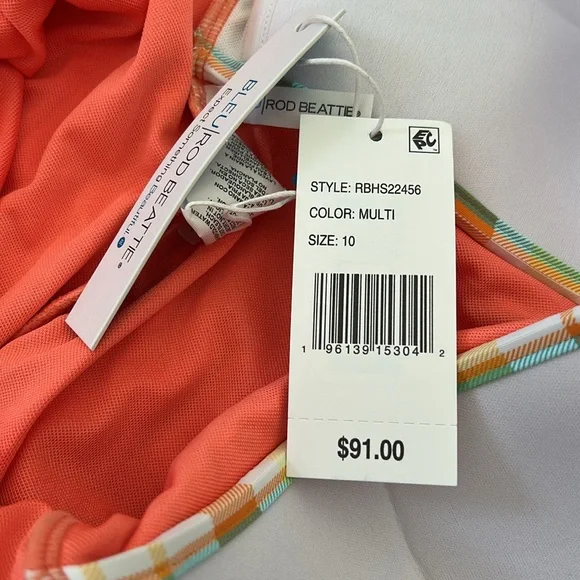 BLEU|ROD BEATTIE®
Expect Something Beautiful.
|ROD BEATTIE
STYLE: RBHS22456
COLOR: MULTI
SIZE: 10
1 96139 15304 2
$91.00